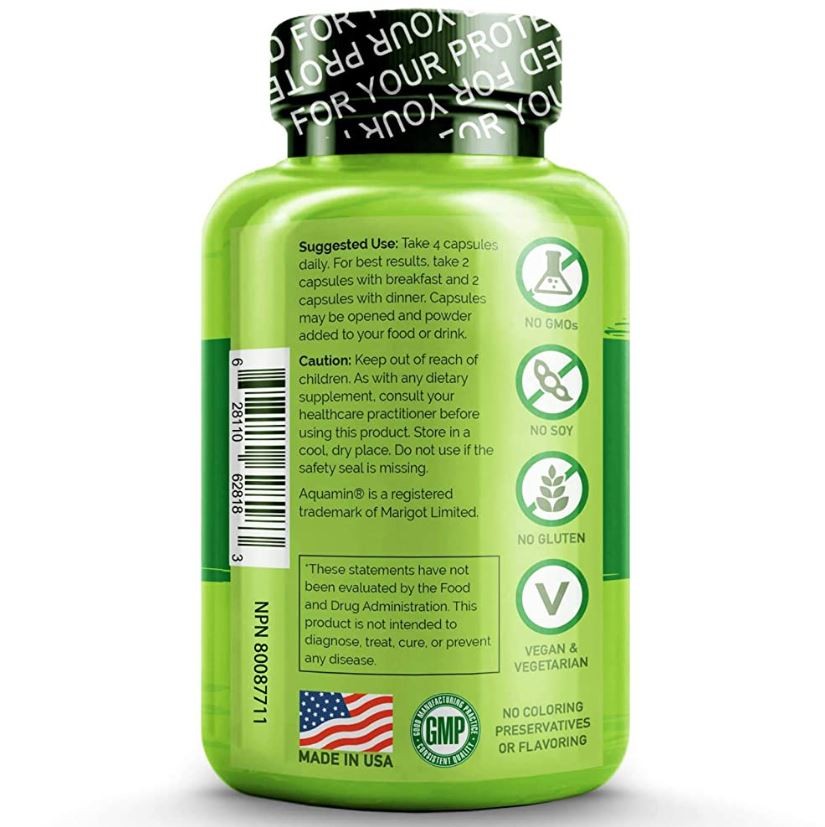 FOR YOUR PROTE
FOR YOUR
Suggested Use: Take 4 capsules
daily. For best results, take 2
capsules with breakfast and 2
capsules with dinner. Capsules
may be opened and powder
added to your food or drink.
Caution: Keep out of reach of
children. As with any dietary
supplement, consult your
healthcare practitioner before
using this product. Store in a
cool, dry place. Do not use if the
safety seal is missing.
Aquamin® is a registered
trademark of Marigot Limited.
*These statements have not
been evaluated by the Food
and Drug Administration. This
product is not intended to
diagnose, treat, cure, or prevent
any disease.
MADE IN USA
GOOD MANUFACTURING PRACTICE
GMP
CONSISTENT QUALITY
NO GMOs
NO SOY
NO GLUTEN
V
VEGAN &
VEGETARIAN
NO COLORING
PRESERVATIVES
OR FLAVORING
6 28110 62818 3
NPN 80087711